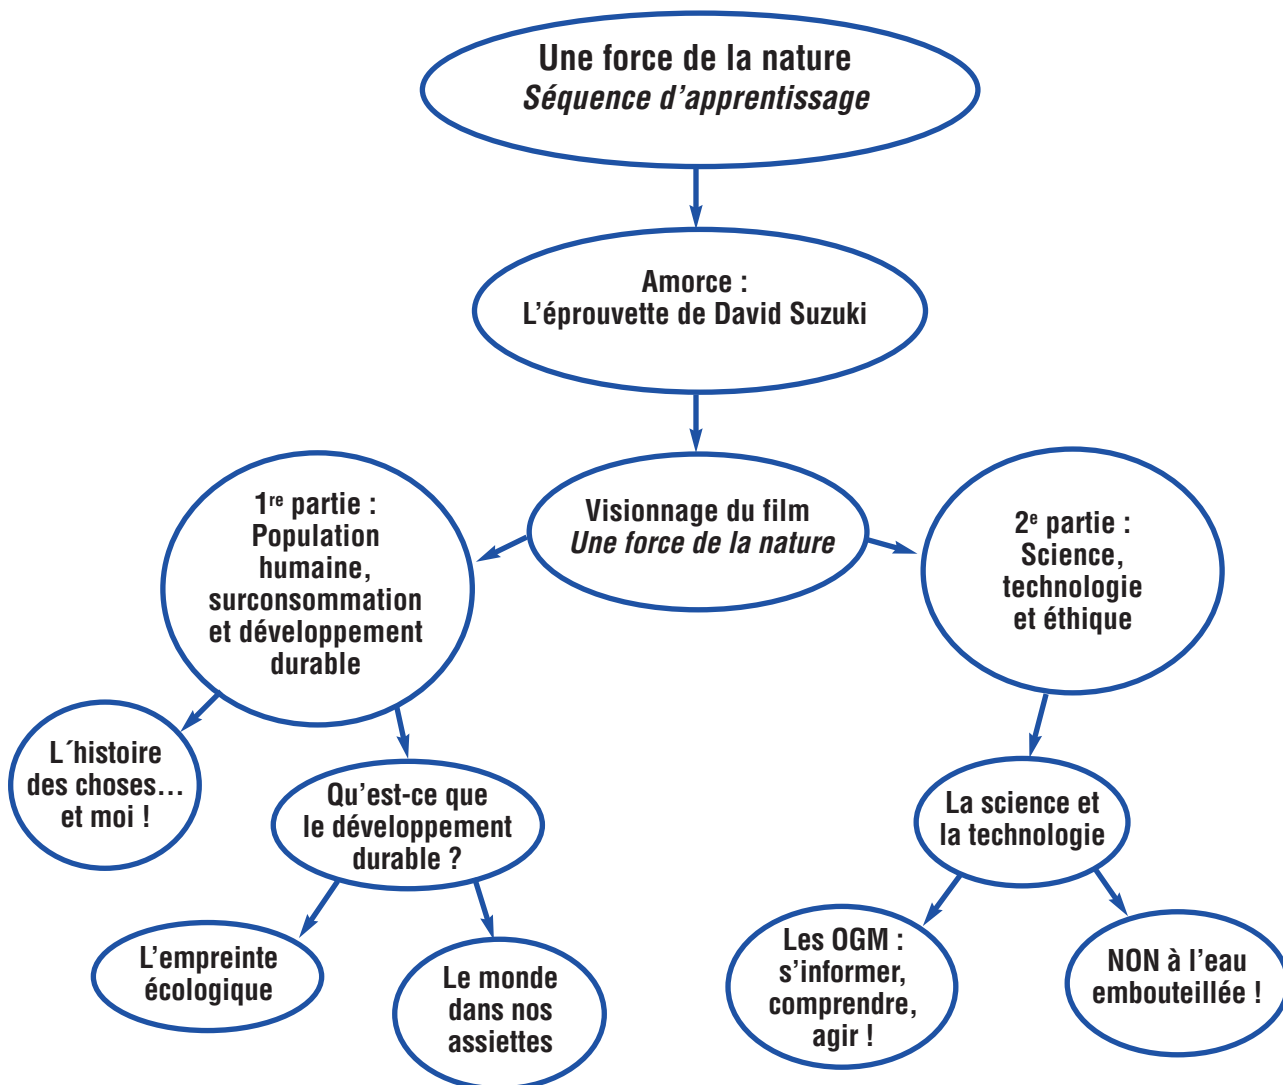 Une force de la nature
Séquence d’apprentissage
Amorce :
L’éprouvette de David Suzuki
Visionnage du film
Une force de la nature
1re partie :
Population
humaine,
surconsommation
et développement
durable
2e partie :
Science,
technologie
et éthique
L´histoire
des choses…
et moi !
Qu’est-ce que
le développement
durable ?
La science et
la technologie
L’empreinte
écologique
Le monde
dans nos
assiettes
Les OGM :
s’informer,
comprendre,
agir !
NON à l’eau
embouteillée !